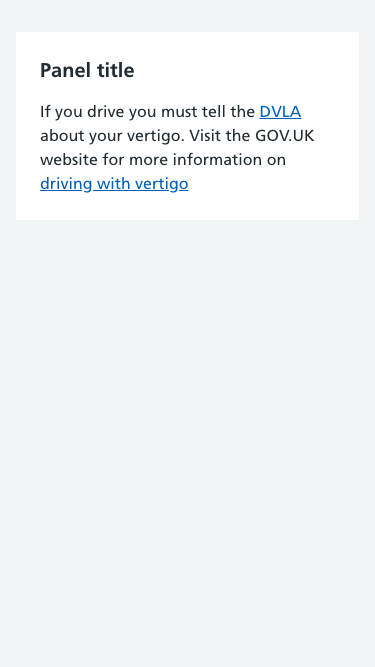 Panel title
If you drive you must tell the DVLA
about your vertigo. Visit the GOV.UK
website for more information on
driving with vertigo